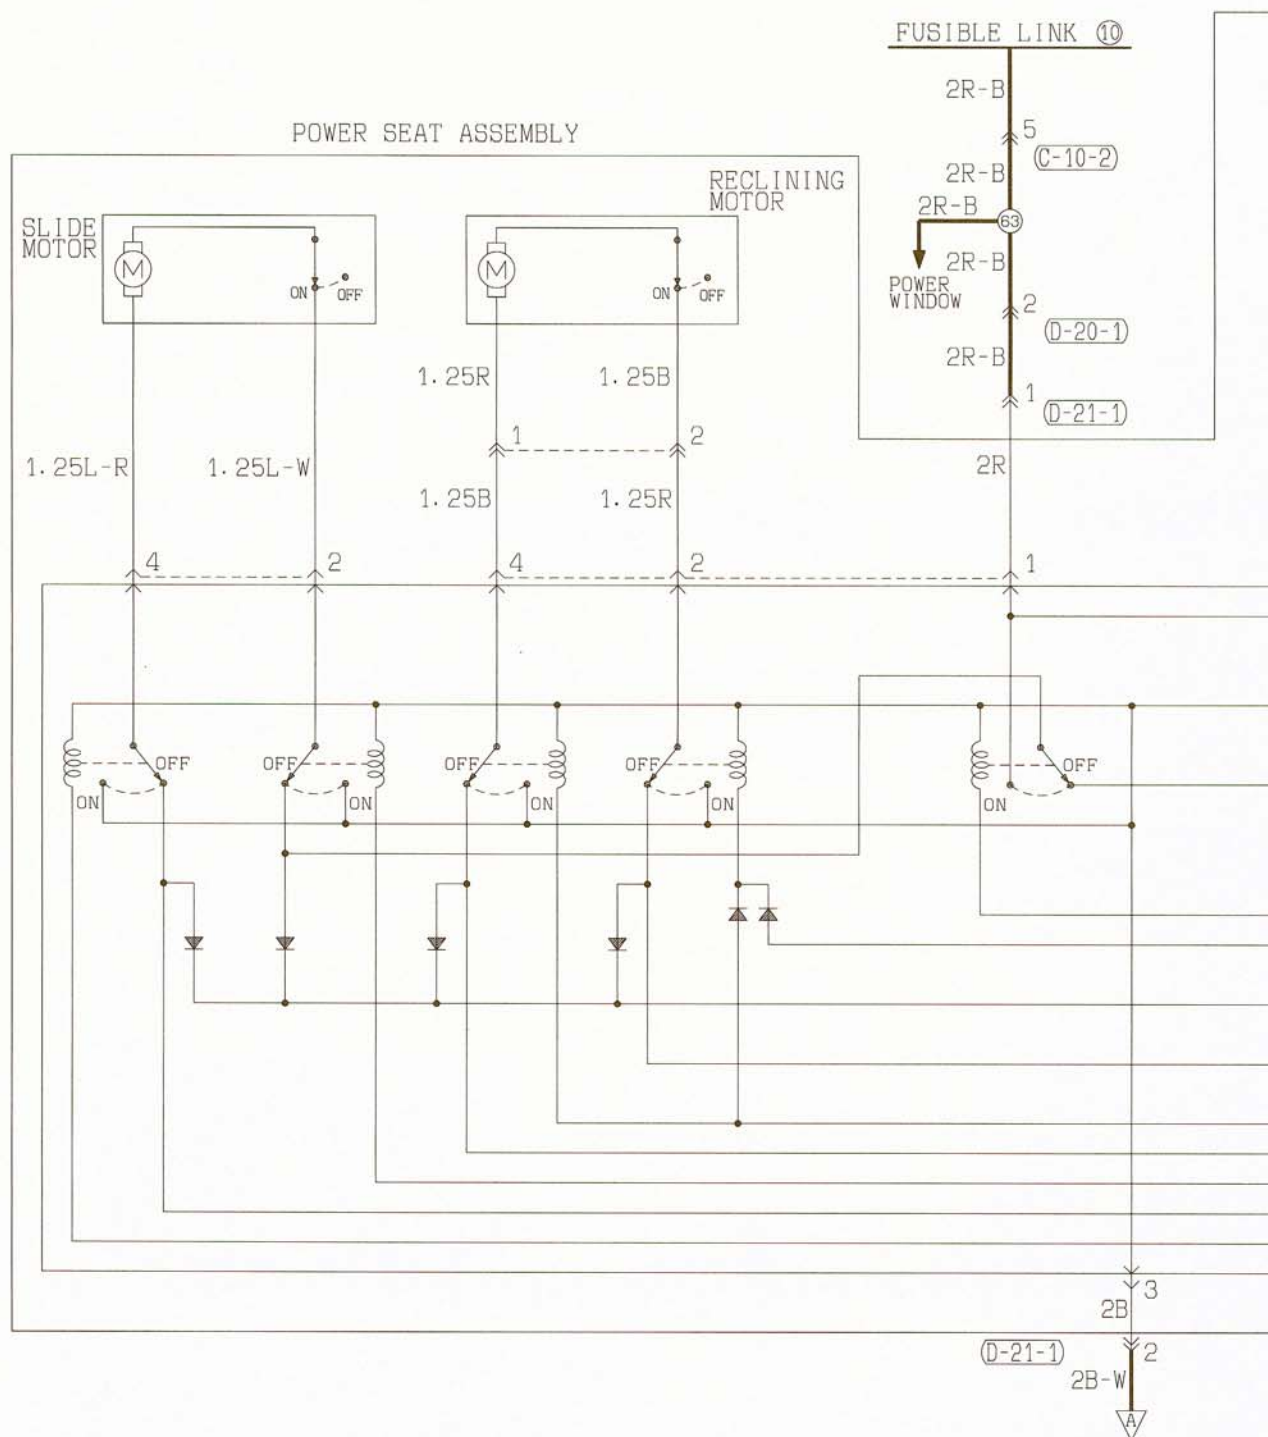 FUSIBLE LINK 10
2R-B
5
C-10-2
POWER SEAT ASSEMBLY
2R-B
RECLINING
MOTOR
2R-B
63
SLIDE
MOTOR
M
ON
OFF
M
ON
OFF
2R-B
POWER
WINDOW
2
D-20-1
2R-B
1
D-21-1
1.25R
1.25B
1
2
1.25L-R
1.25L-W
2R
1.25B
1.25R
4
2
4
2
1
OFF
OFF
OFF
OFF
OFF
ON
ON
ON
ON
ON
3
2B
D-21-1
2
2B-W
A